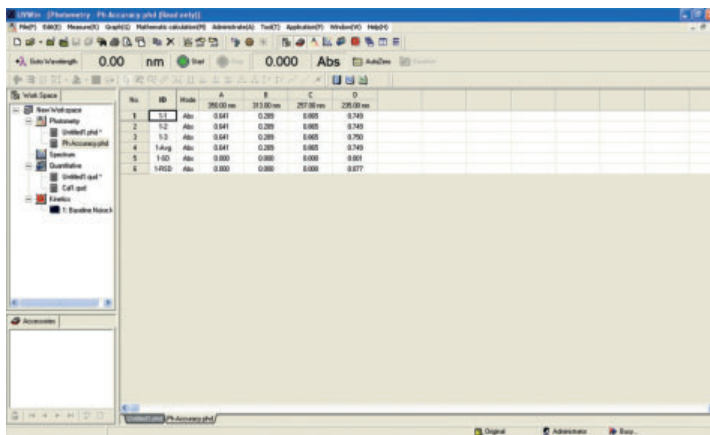 UVWin - [Photometry - Ph Accuracy.phd [Read only]]
File(F) Edit(E) Measure(X) Graph(G) Mathematic calculation(M) Administrate(A) Tool(T) Application(P) Window(W) Help(H)
Goto Wavelength 0.00 nm Start Stop 0.000 Abs AutoZero
Work Space
New Workspace
Photometry
Untitled1.phd *
Ph Accuracy.phd
Spectrum
Quantitative
Untitled1.qud *
Cal1.qud
Kinetics
1: Baseline
Accessories
No. ID Mode A B C D
350.00 nm 313.00 nm 257.00 nm 235.00 nm
1 1-1 Abs 0.641 0.289 0.865 0.749
2 1-2 Abs 0.641 0.289 0.865 0.749
3 1-3 Abs 0.641 0.289 0.865 0.750
4 1-Avg Abs 0.641 0.289 0.865 0.749
5 1-SD Abs 0.000 0.000 0.000 0.001
6 1-RSD Abs 0.000 0.000 0.000 0.077
Untitled1.phd Ph Accuracy.phd
Original Administrator Busy...